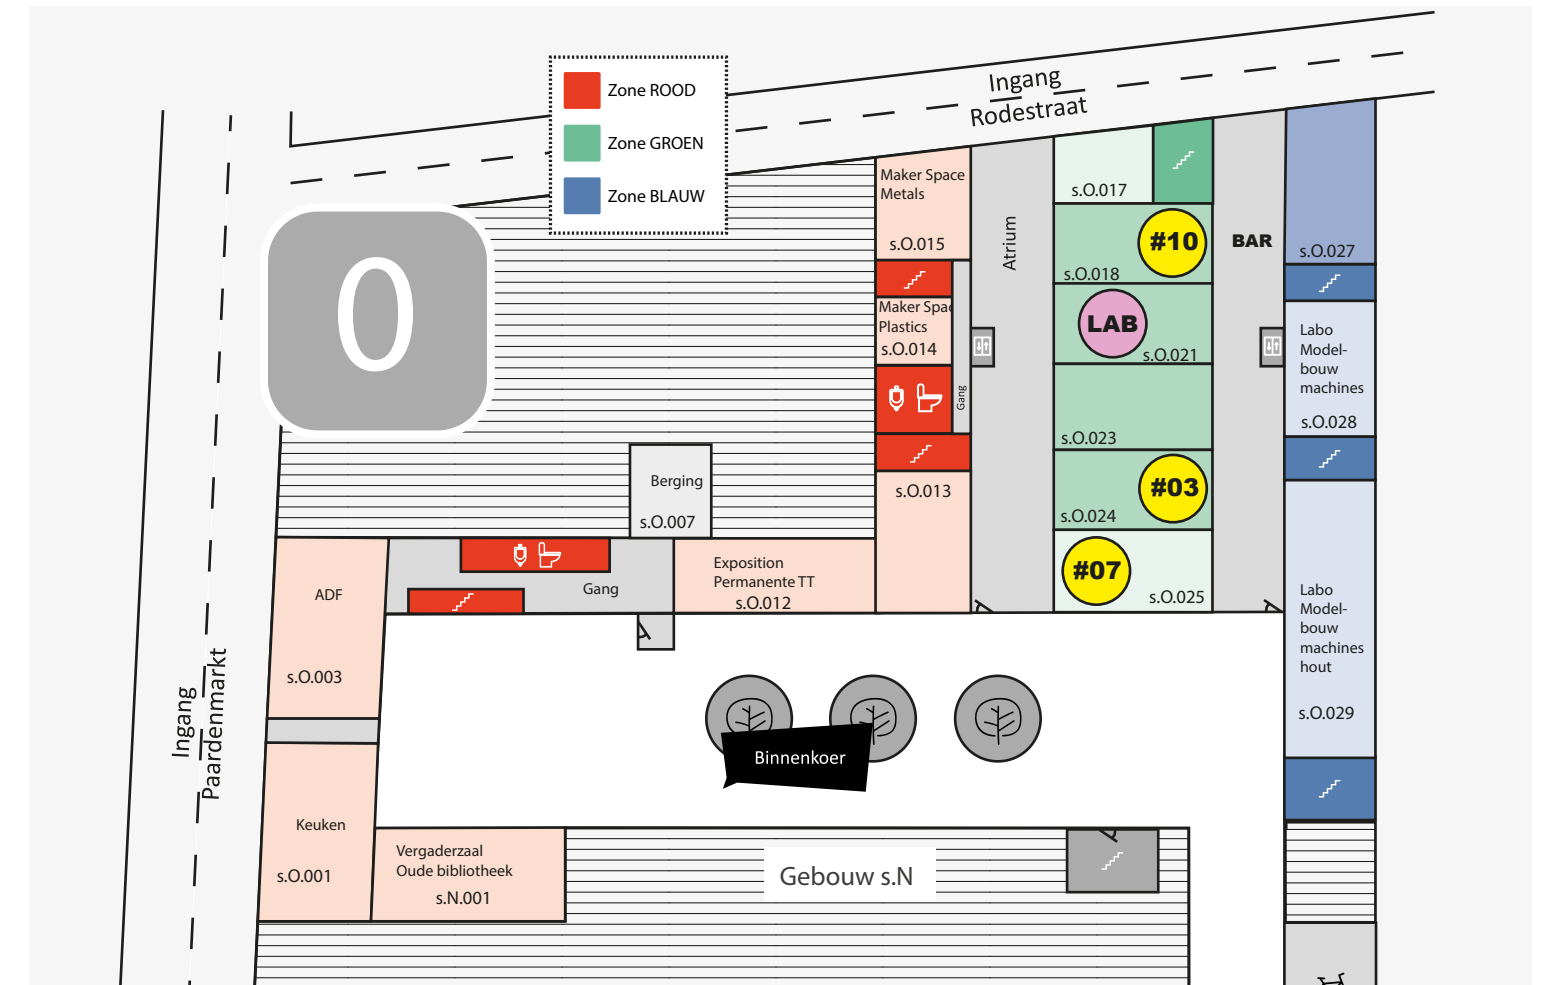 Zone ROOD
Zone GROEN
Zone BLAUW
Ingang
Rodestraat
0
Maker Space
Metals
s.O.015
Maker Spac
Plastics
s.O.014
Gang
s.O.013
Atrium
s.O.017
#10
s.O.018
LAB
s.O.021
s.O.023
#03
s.O.024
#07
s.O.025
BAR
s.O.027
Labo
Model-
bouw
machines
s.O.028
Labo
Model-
bouw
machines
hout
s.O.029
Berging
s.O.007
Gang
Exposition
Permanente TT
s.O.012
ADF
s.O.003
Ingang
Paardenmarkt
Keuken
s.O.001
Vergaderzaal
Oude bibliotheek
s.N.001
Binnenkoer
Gebouw s.N